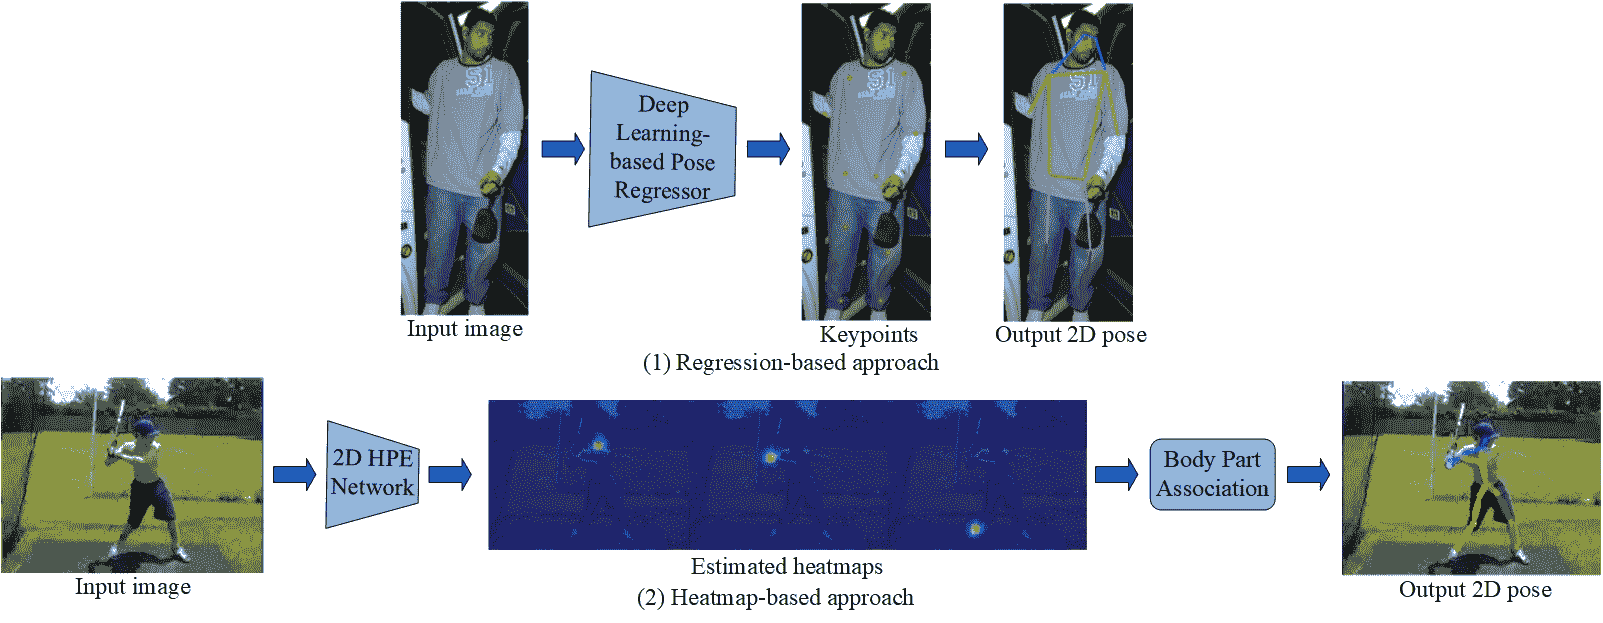 Deep
Learning-
based Pose
Regressor
Input image
Keypoints
Output 2D pose
(1) Regression-based approach
2D HPE
Network
Body Part
Association
Input image
Estimated heatmaps
Output 2D pose
(2) Heatmap-based approach